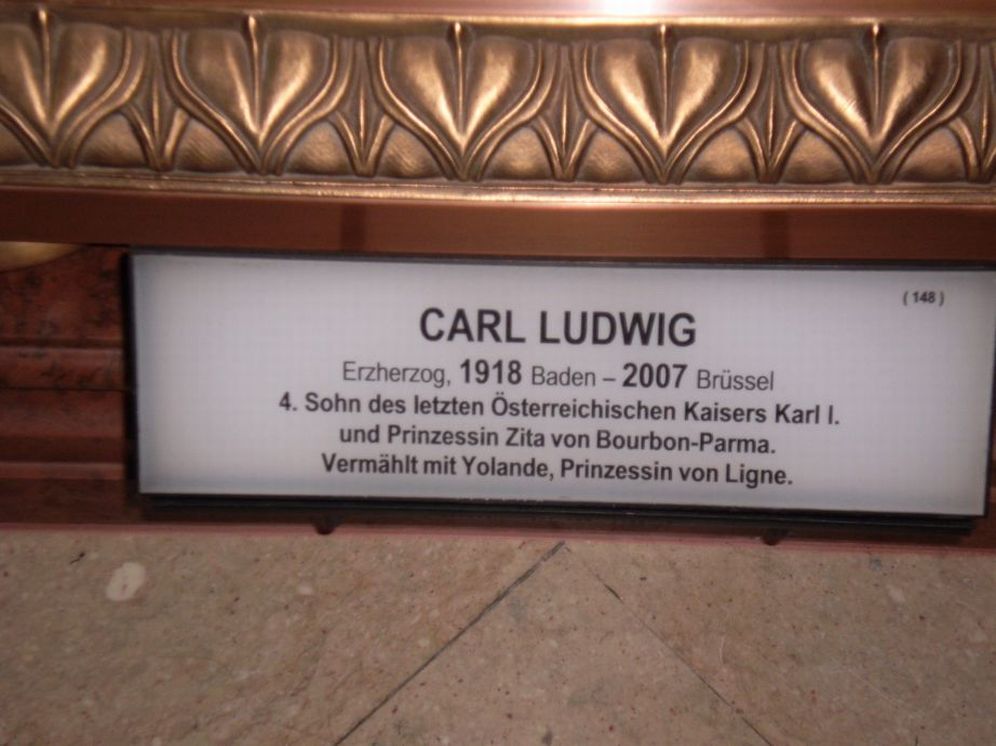 ( 148 )
CARL LUDWIG
Erzherzog, 1918 Baden – 2007 Brüssel
4. Sohn des letzten Österreichischen Kaisers Karl I.
und Prinzessin Zita von Bourbon-Parma.
Vermählt mit Yolande, Prinzessin von Ligne.